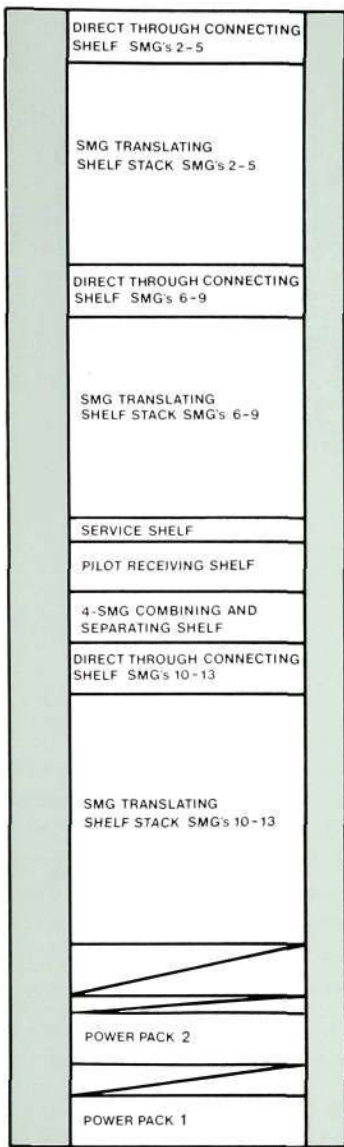 DIRECT THROUGH CONNECTING
SHELF SMG's 2-5
SMG TRANSLATING
SHELF STACK SMG's 2-5
DIRECT THROUGH CONNECTING
SHELF SMG's 6-9
SMG TRANSLATING
SHELF STACK SMG's 6-9
SERVICE SHELF
PILOT RECEIVING SHELF
4-SMG COMBINING AND
SEPARATING SHELF
DIRECT THROUGH CONNECTING
SHELF SMG's 10-13
SMG TRANSLATING
SHELF STACK SMG's 10-13
POWER PACK 2
POWER PACK 1